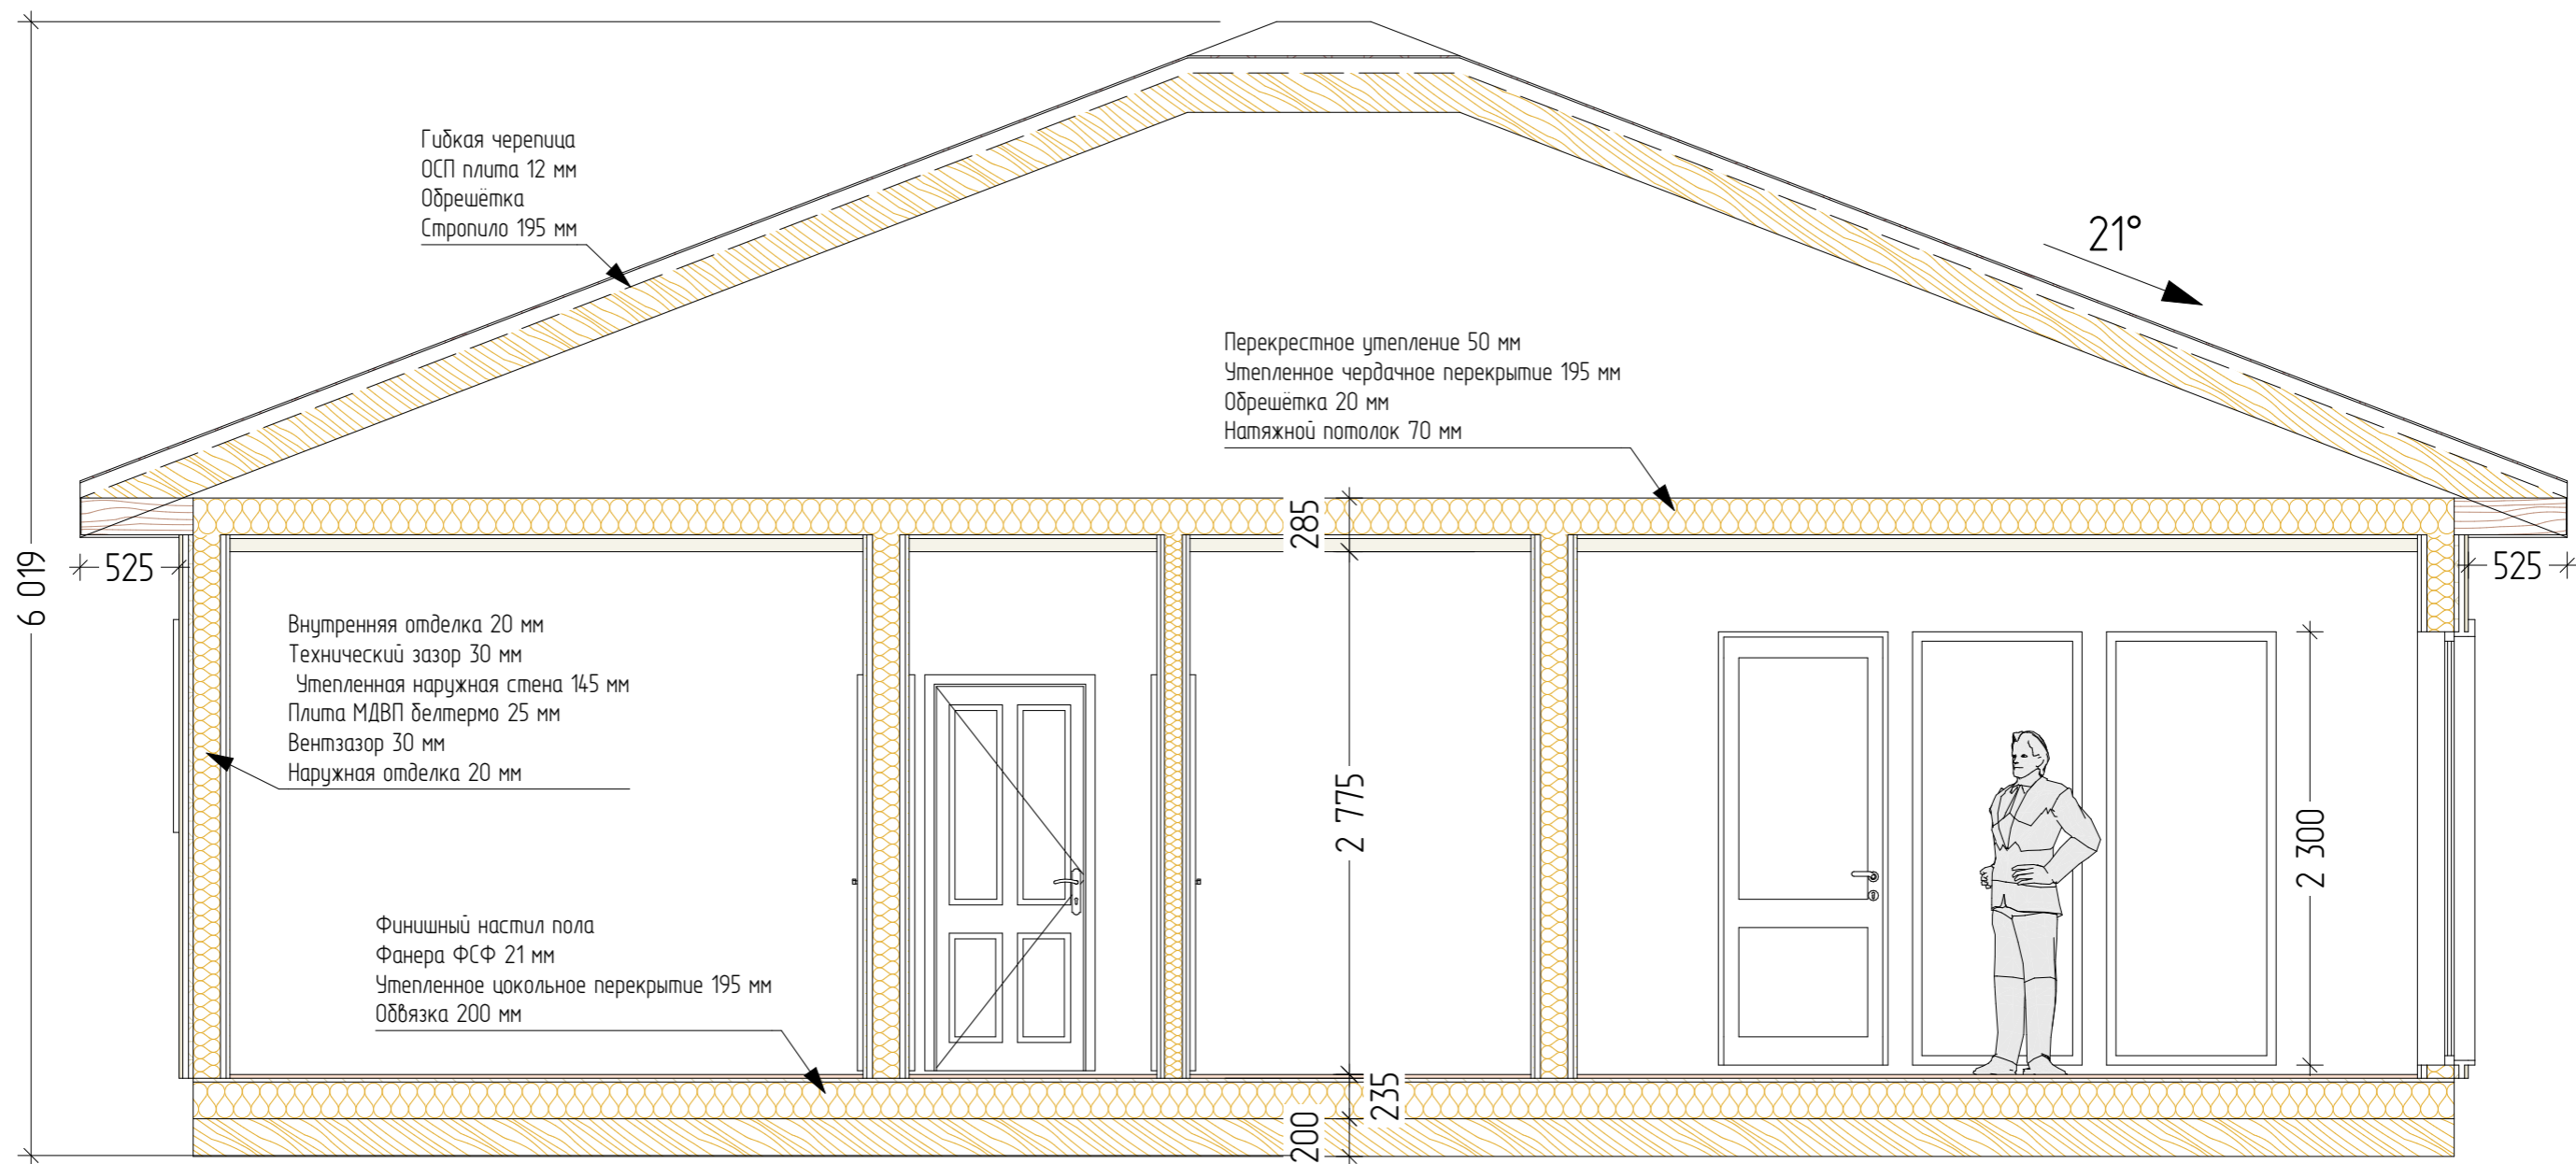 Гибкая черепица
ОСП плита 12 мм
Обрешётка
Стропило 195 мм
21°
Перекрестное утепление 50 мм
Утепленное чердачное перекрытие 195 мм
Обрешётка 20 мм
Натяжной потолок 70 мм
6 019
525
285
525
Внутренняя отделка 20 мм
Технический зазор 30 мм
Утепленная наружная стена 145 мм
Плита МДВП белтермо 25 мм
Вентзазор 30 мм
Наружная отделка 20 мм
2 775
2 300
Финишный настил пола
Фанера ФСФ 21 мм
Утепленное цокольное перекрытие 195 мм
Обвязка 200 мм
235
200